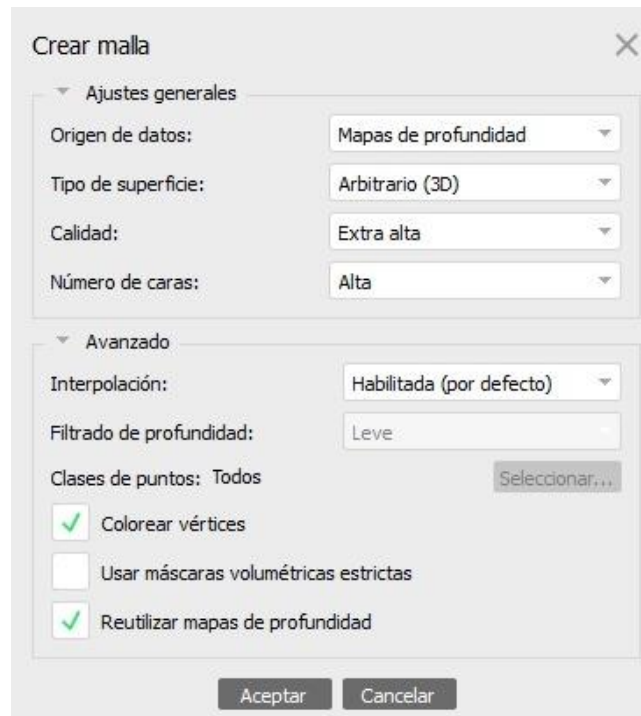 Crear malla
Ajustes generales
Origen de datos: Mapas de profundidad
Tipo de superficie: Arbitrario (3D)
Calidad: Extra alta
Número de caras: Alta
Avanzado
Interpolación: Habilitada (por defecto)
Filtrado de profundidad: Leve
Clases de puntos: Todos Seleccionar...
Colorear vértices
Usar máscaras volumétricas estrictas
Reutilizar mapas de profundidad
Aceptar Cancelar